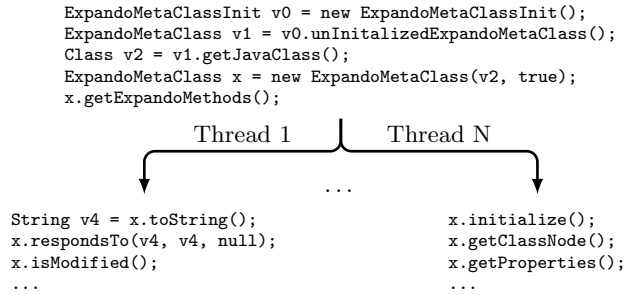 ExpandoMetaClassInit v0 = new ExpandoMetaClassInit();
ExpandoMetaClass v1 = v0.unInitalizedExpandoMetaClass();
Class v2 = v1.getJavaClass();
ExpandoMetaClass x = new ExpandoMetaClass(v2, true);
x.getExpandoMethods();
Thread 1
Thread N
...
String v4 = x.toString();
x.respondsTo(v4, v4, null);
x.isModified();
...
x.initialize();
x.getClassNode();
x.getProperties();
...